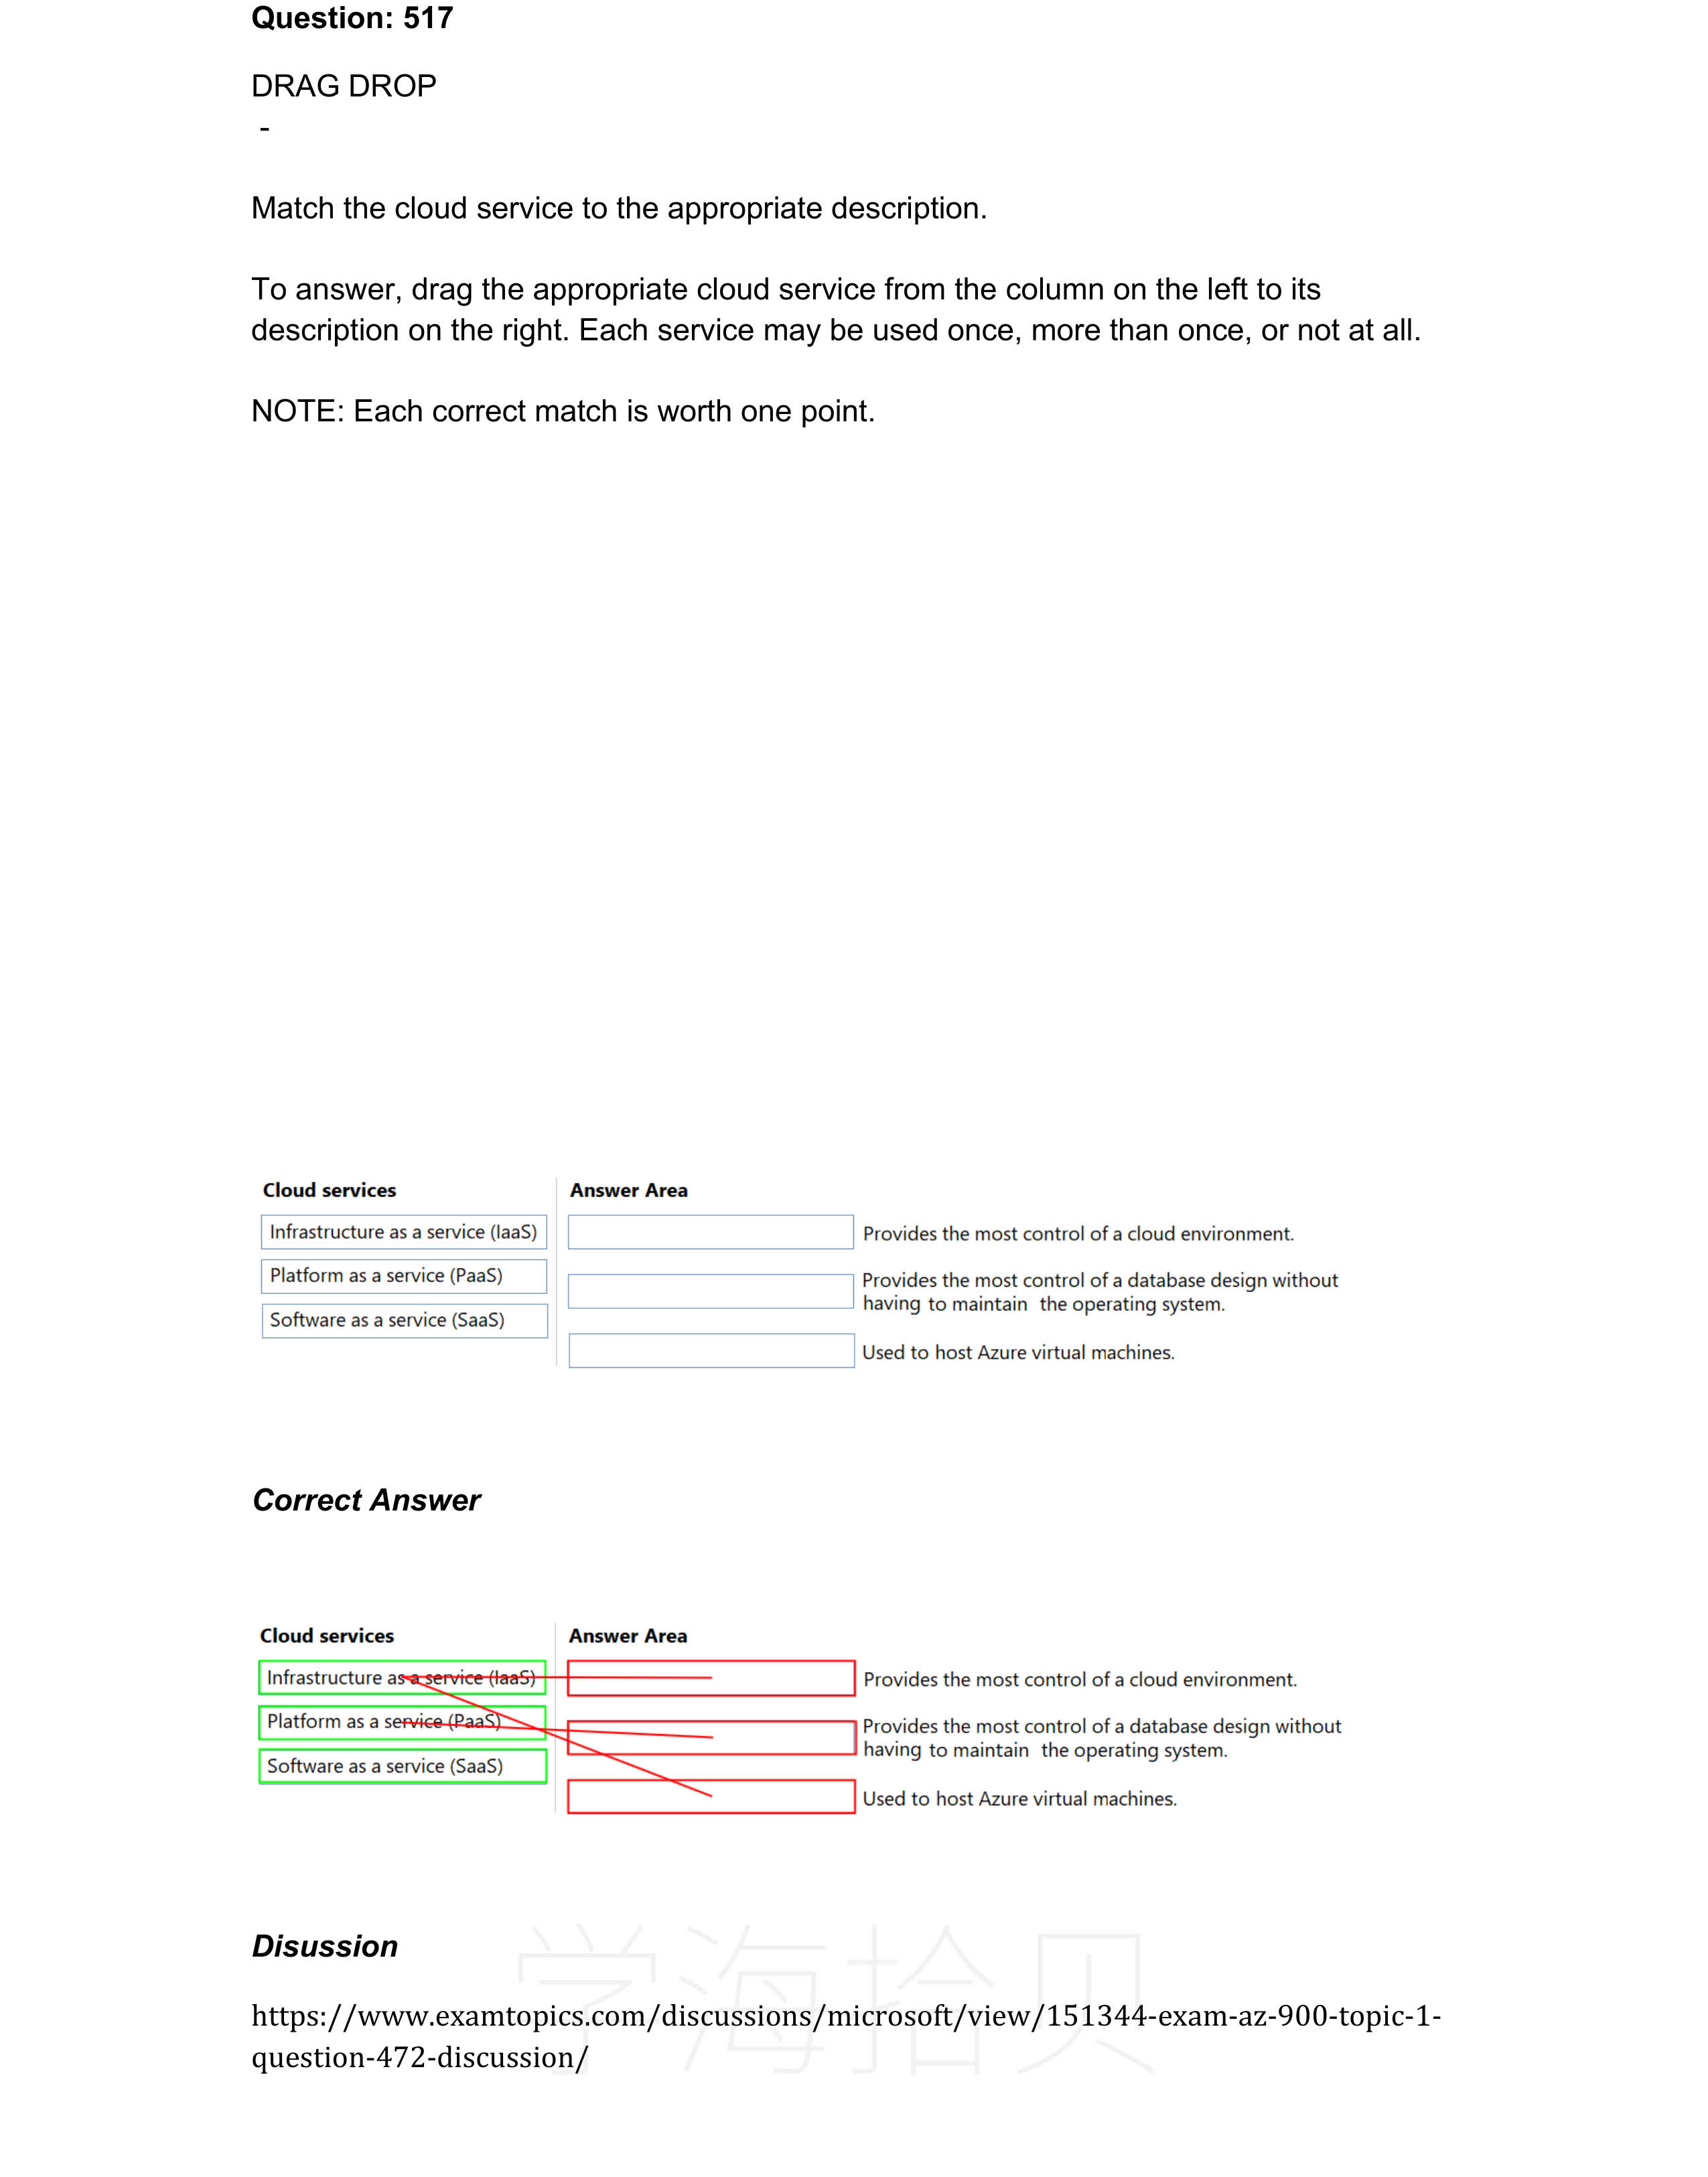 Question: 517
DRAG DROP
-
Match the cloud service to the appropriate description.
To answer, drag the appropriate cloud service from the column on the left to its
description on the right. Each service may be used once, more than once, or not at all.
NOTE: Each correct match is worth one point.
Cloud services
Answer Area
Infrastructure as a service (IaaS)
Provides the most control of a cloud environment.
Platform as a service (PaaS)
Provides the most control of a database design without
having to maintain the operating system.
Software as a service (SaaS)
Used to host Azure virtual machines.
Correct Answer
Cloud services
Answer Area
Infrastructure as a service (IaaS)
Provides the most control of a cloud environment.
Platform as a service (PaaS)
Provides the most control of a database design without
having to maintain the operating system.
Software as a service (SaaS)
Used to host Azure virtual machines.
Disussion
学海拾贝
https://www.examtopics.com/discussions/microsoft/view/151344-exam-az-900-topic-1-
question-472-discussion/